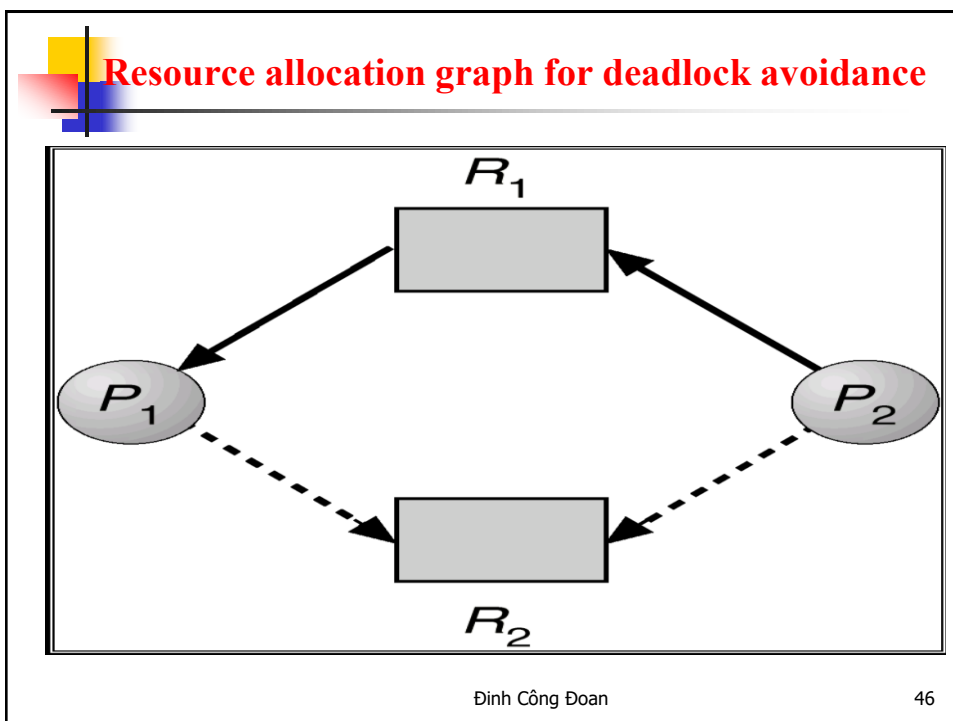 Resource allocation graph for deadlock avoidance
R1
P1
P2
R2
Đinh Công Đoan
46